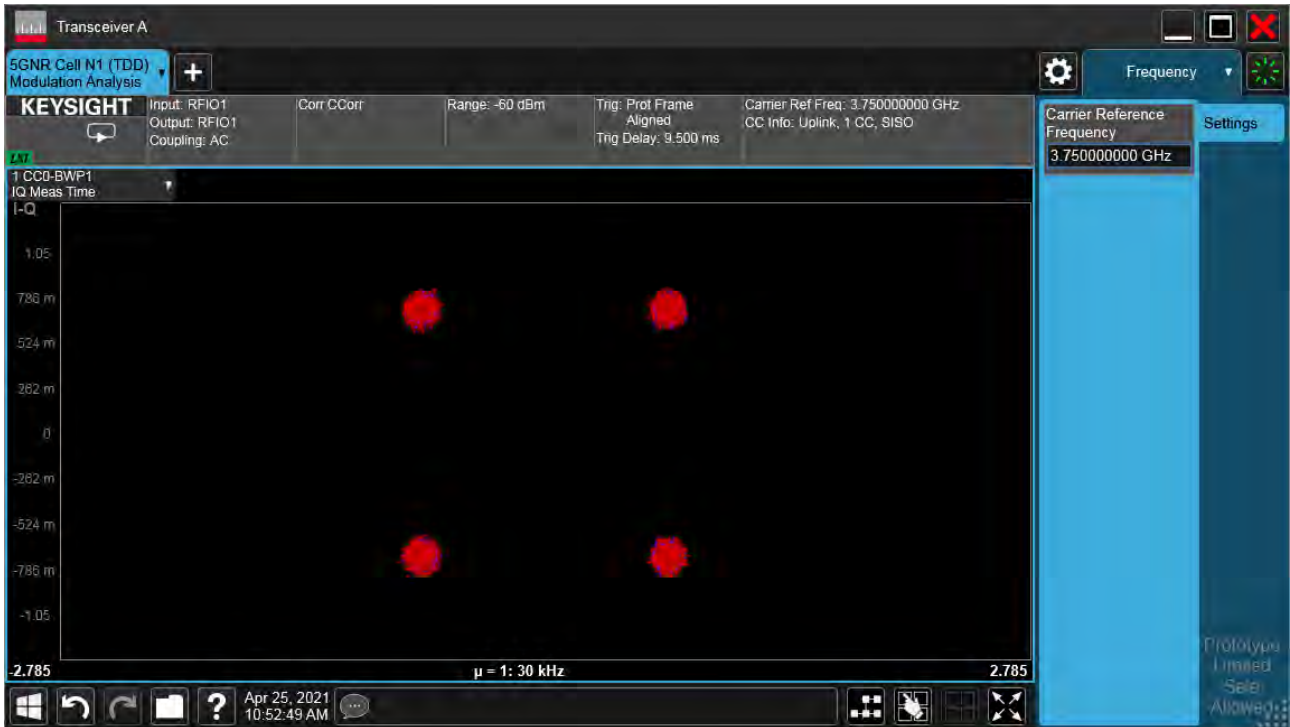 Transceiver A
5GNR Cell N1 (TDD)
Modulation Analysis
+
Frequency
KEYSIGHT
Input: RFIO1
Output: RFIO1
Coupling: AC
Corr CCorr
Range: -60 dBm
Trig: Prot Frame
Aligned
Trig Delay: 9.500 ms
Carrier Ref Freq: 3.750000000 GHz
CC Info: Uplink, 1 CC, SISO
LXI
Carrier Reference
Frequency
3.750000000 GHz
Settings
1 CC0-BWP1
IQ Meas Time
I-Q
1.05
786 m
524 m
262 m
0
-262 m
-524 m
-786 m
-1.05
-2.785
µ = 1: 30 kHz
2.785
Prototype
Limited
Sale
Allowed
?
Apr 25, 2021
10:52:49 AM